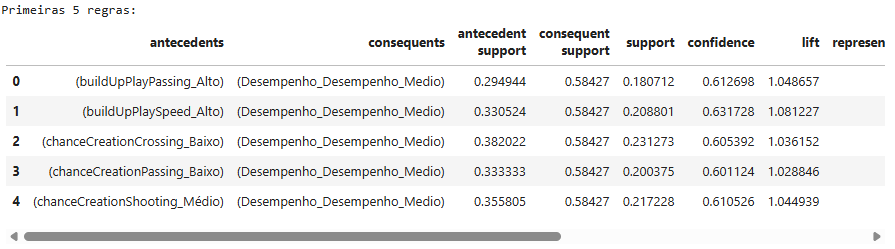 Primeiras 5 regras:
antecedents consequents antecedent support consequent support support confidence lift represen
0 (buildUpPlayPassing_Alto) (Desempenho_Desempenho_Medio) 0.294944 0.58427 0.180712 0.612698 1.048657
1 (buildUpPlaySpeed_Alto) (Desempenho_Desempenho_Medio) 0.330524 0.58427 0.208801 0.631728 1.081227
2 (chanceCreationCrossing_Baixo) (Desempenho_Desempenho_Medio) 0.382022 0.58427 0.231273 0.605392 1.036152
3 (chanceCreationPassing_Baixo) (Desempenho_Desempenho_Medio) 0.333333 0.58427 0.200375 0.601124 1.028846
4 (chanceCreationShooting_Médio) (Desempenho_Desempenho_Medio) 0.355805 0.58427 0.217228 0.610526 1.044939